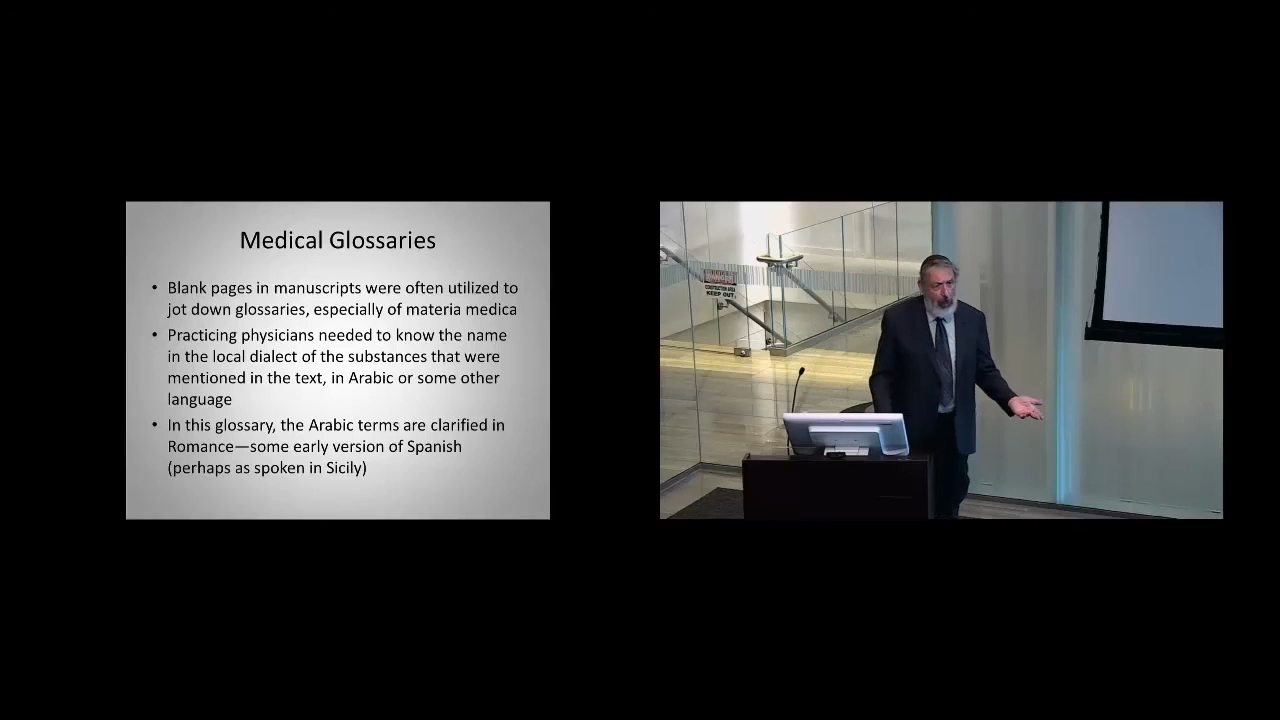 Medical Glossaries
• Blank pages in manuscripts were often utilized to
jot down glossaries, especially of materia medica
• Practicing physicians needed to know the name
in the local dialect of the substances that were
mentioned in the text, in Arabic or some other
language
• In this glossary, the Arabic terms are clarified in
Romance—some early version of Spanish
(perhaps as spoken in Sicily)
CONSTRUCTION AREA
KEEP OUT!